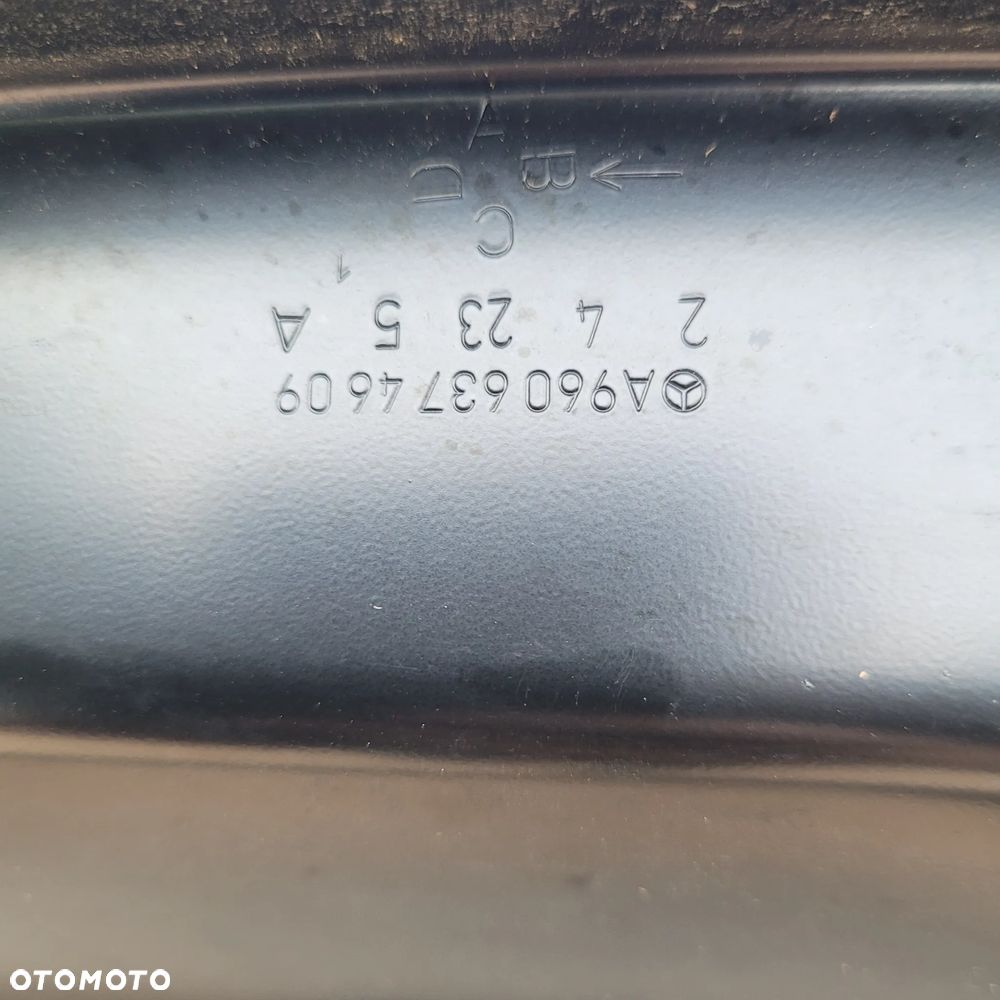 A960 637 46 09
2 4 23 5 A
1
C
→ B D
A
OTOMOTO